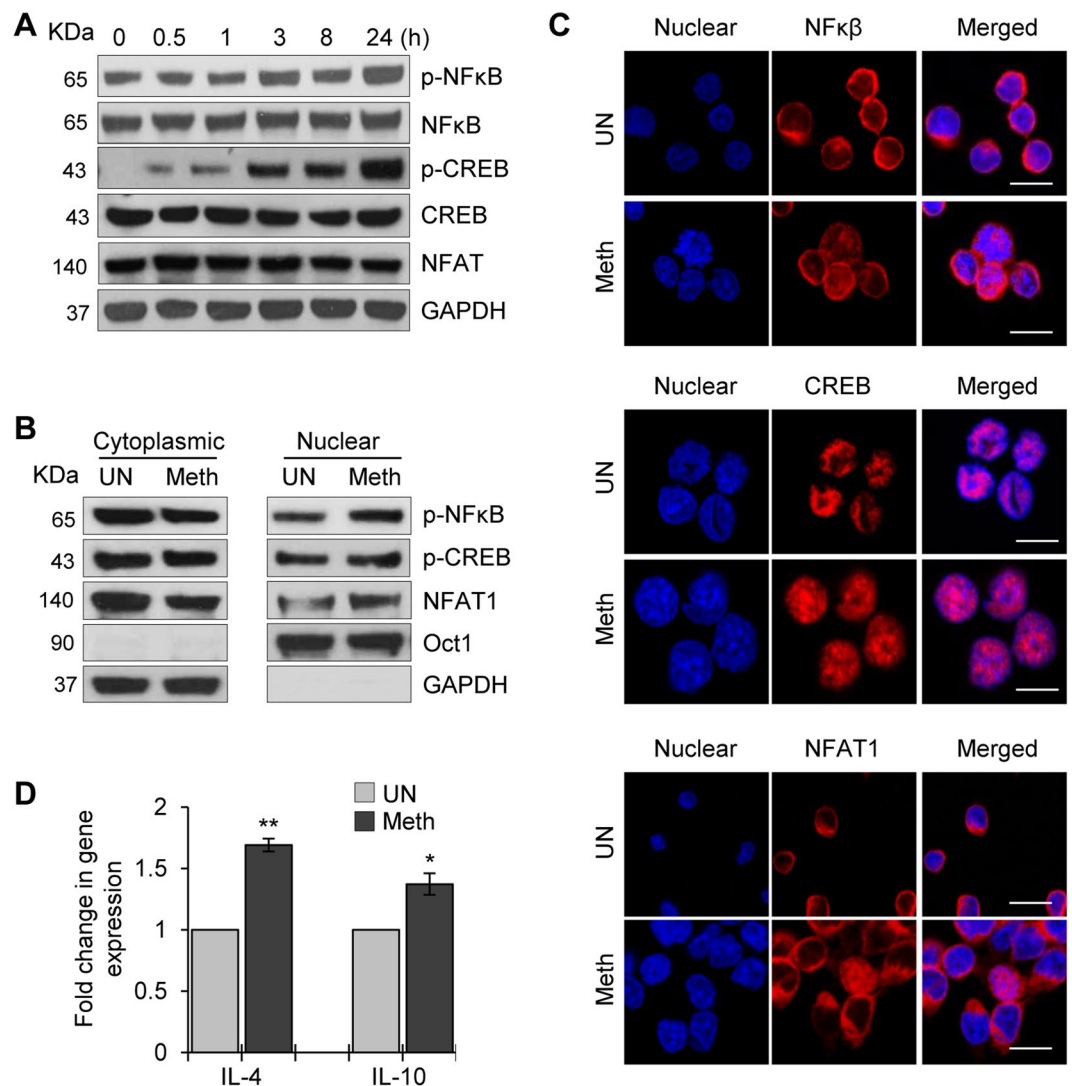 A
KDa 0 0.5 1 3 8 24 (h)
65 p-NFκB
65 NFκB
43 p-CREB
43 CREB
140 NFAT
37 GAPDH
B
Cytoplasmic Nuclear
KDa UN Meth UN Meth
65 p-NFκB
43 p-CREB
140 NFAT1
90 Oct1
37 GAPDH
C
Nuclear NFκβ Merged
UN
Meth
Nuclear CREB Merged
UN
Meth
Nuclear NFAT1 Merged
UN
Meth
D
UN
Meth
Fold change in gene
expression
2
1.5
1
0.5
0
**
*
IL-4 IL-10